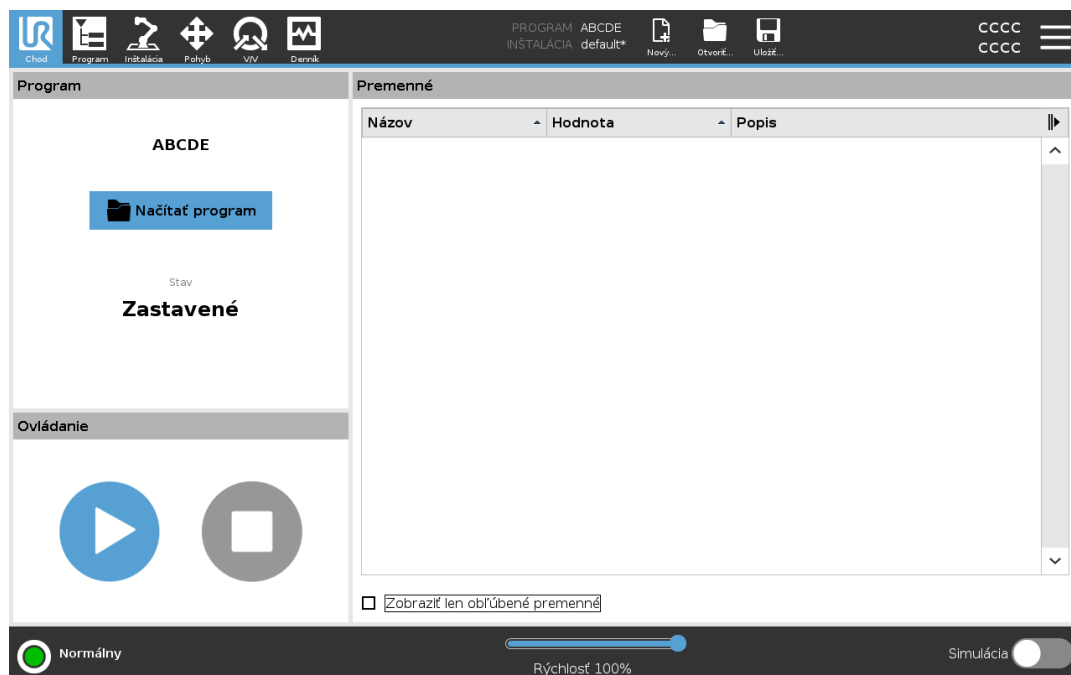 Chod Program Inštalácia Pohyb V/V Denník
PROGRAM ABCDE
INŠTALÁCIA default*
Nový... Otvoriť... Uložiť...
CCCC
CCCC
Program
ABCDE
Načítať program
Stav
Zastavené
Ovládanie
Premenné
Názov Hodnota Popis
Zobraziť len obľúbené premenné
Normálny
Rýchlosť 100%
Simulácia